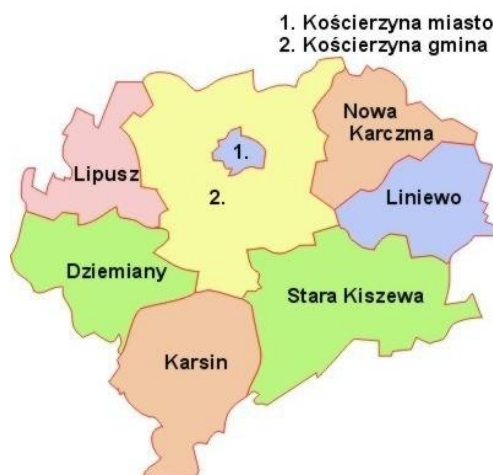 1. Kościerzyna miasto
2. Kościerzyna gmina
Nowa
Karczma
1.
Lipusz
2.
Liniewo
Dziemiany
Stara Kiszewa
Karsin